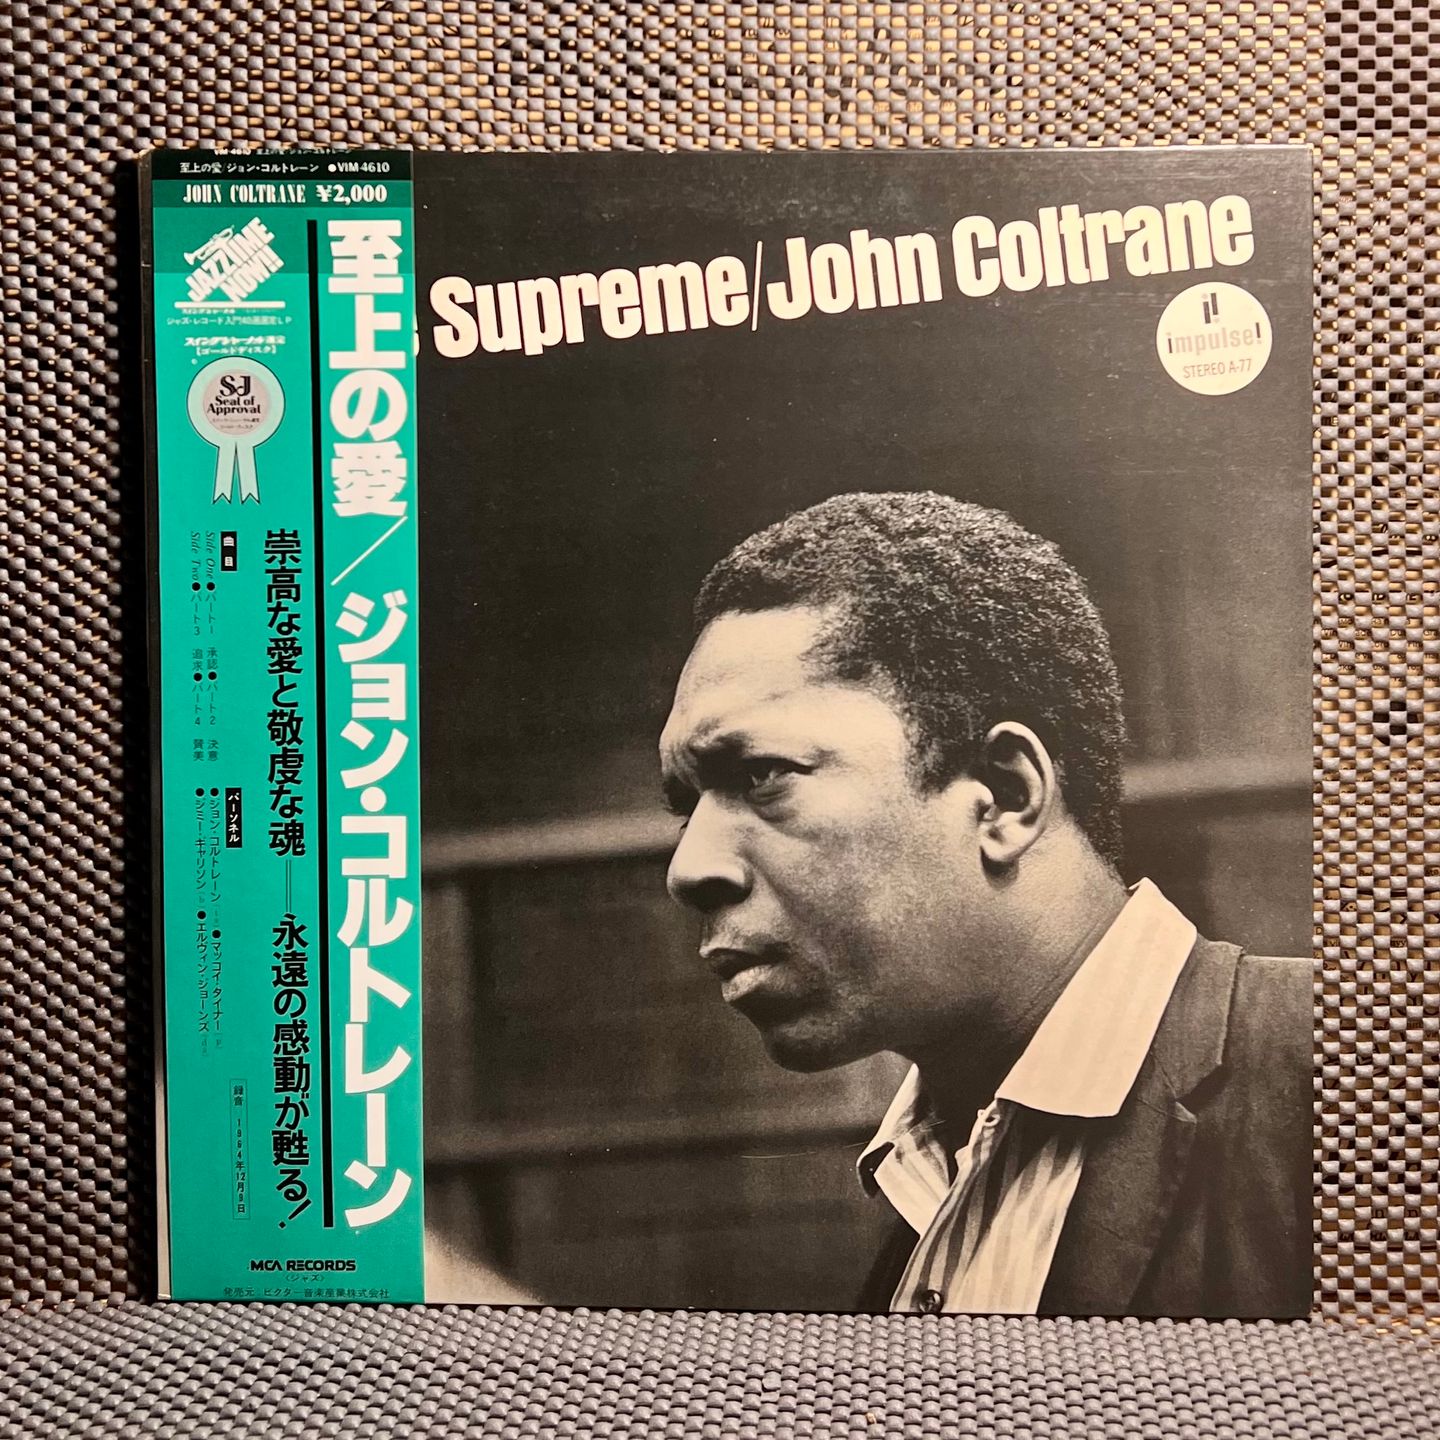 至上の愛/ジョン・コルトレーン ●VIM-4610
JOHN COLTRANE ¥2,000
JAZZTIME
NOW!!
ジャズ・レコード入門40週選定LP
スイングジャーナル選定
【ゴールドディスク】
SJ
Seal of
Approval
至上の愛/ジョン・コルトレーン
崇高な愛と敬虔な魂══永遠の感動が甦る!
曲目
Side One●パート1 承認●パート2 決意
Side Two●パート3 追求●パート4 賛美
パーソネル
●ジョン・コルトレーン(ts)●マッコイ・タイナー(p)
●ジミー・ギャリソン(b)●エルヴィン・ジョーンズ(ds)
録音 1964年12月9日
MCA RECORDS
〈ジャズ〉
発売元:ビクター音楽産業株式会社
Supreme/John Coltrane
impulse!
STEREO A-77